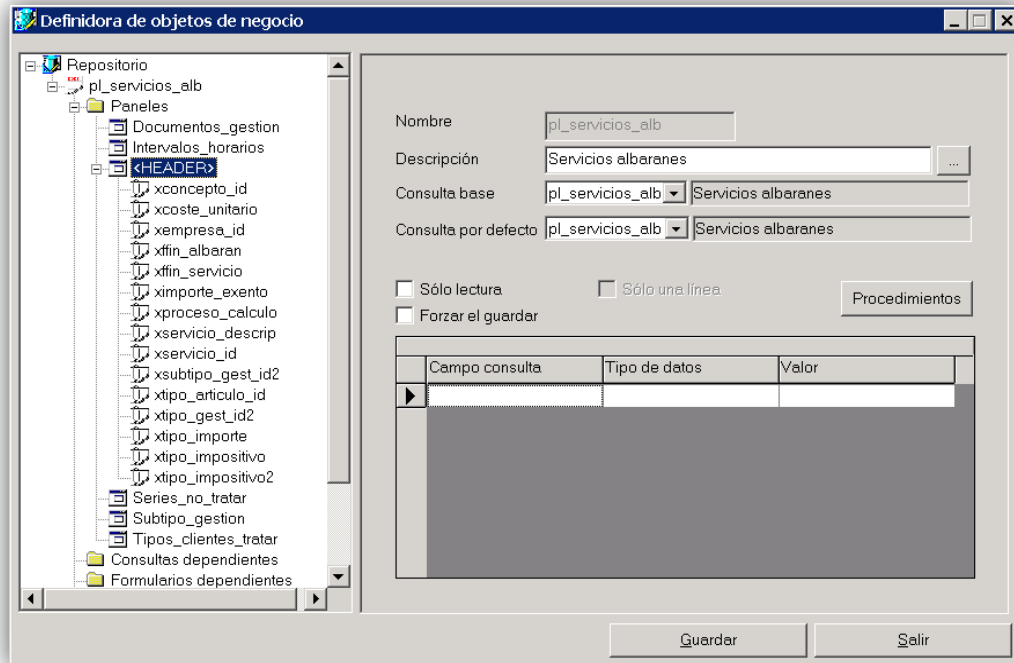 Definidora de objetos de negocio
Repositorio
pl_servicios_alb
Paneles
Documentos_gestion
Intervalos_horarios
<HEADER>
xconcepto_id
xcoste_unitario
xempresa_id
xffin_albaran
xffin_servicio
ximporte_exento
xproceso_calculo
xservicio_descrip
xservicio_id
xsubtipo_gest_id2
xtipo_articulo_id
xtipo_gest_id2
xtipo_importe
xtipo_impositivo
xtipo_impositivo2
Series_no_tratar
Subtipo_gestion
Tipos_clientes_tratar
Consultas dependientes
Formularios dependientes
Nombre pl_servicios_alb
Descripción Servicios albaranes ...
Consulta base pl_servicios_alb Servicios albaranes
Consulta por defecto pl_servicios_alb Servicios albaranes
Sólo lectura Sólo una línea Procedimientos
Forzar el guardar
Campo consulta Tipo de datos Valor
Guardar Salir